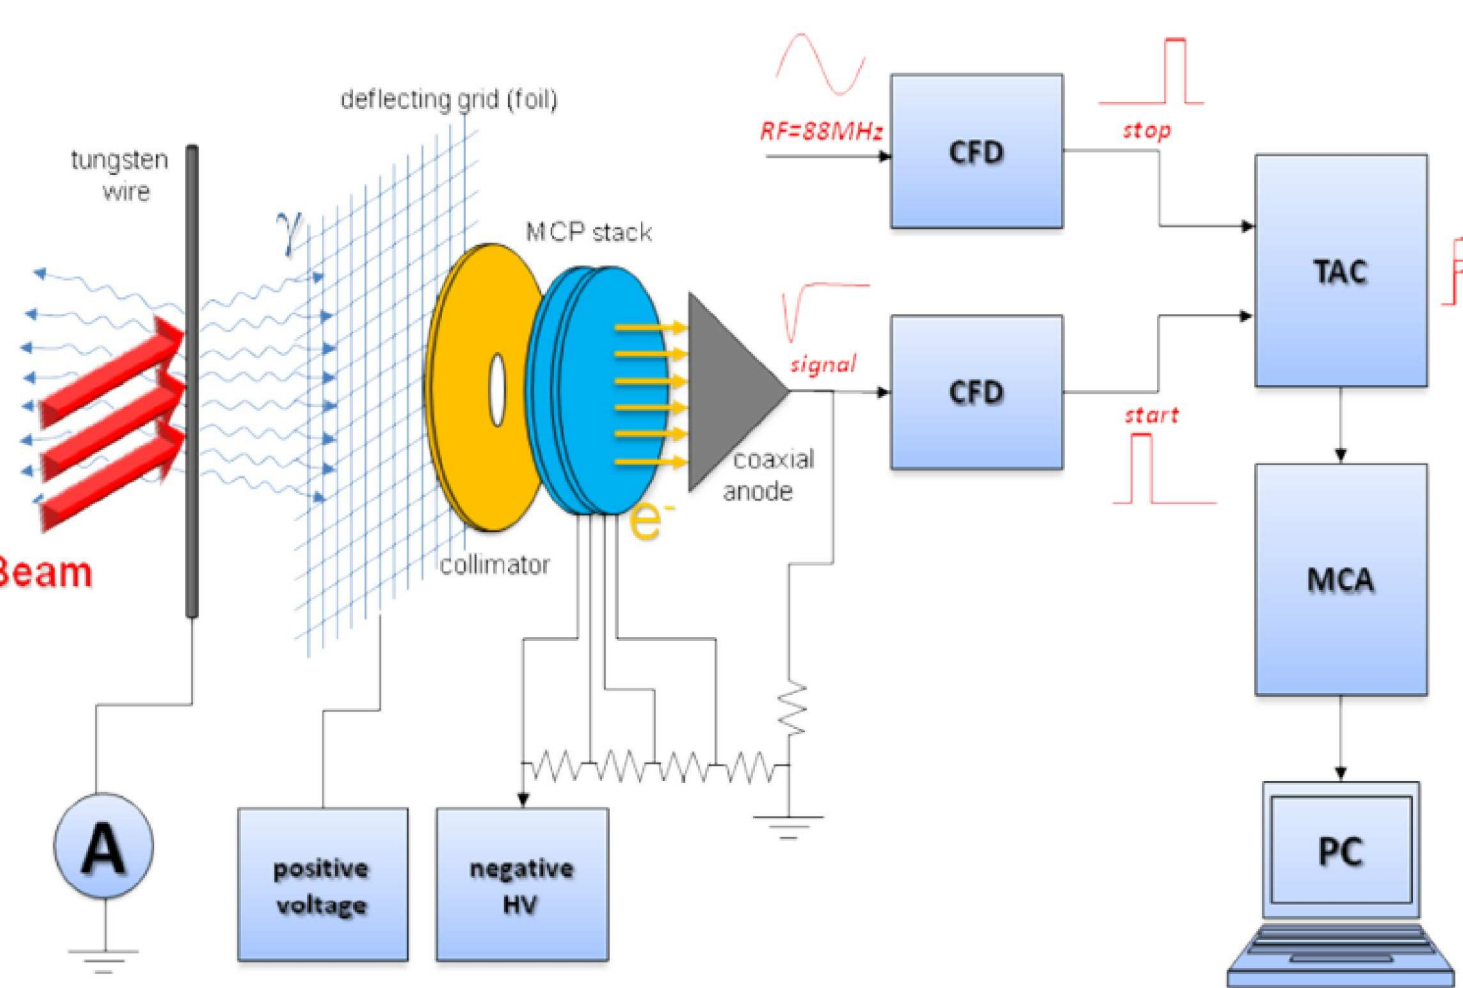 deflecting grid (foil)
tungsten
wire
γ
MCP stack
RF=88MHz
CFD
stop
TAC
signal
CFD
start
coaxial
anode
e-
collimator
Beam
MCA
A
positive
voltage
negative
HV
PC